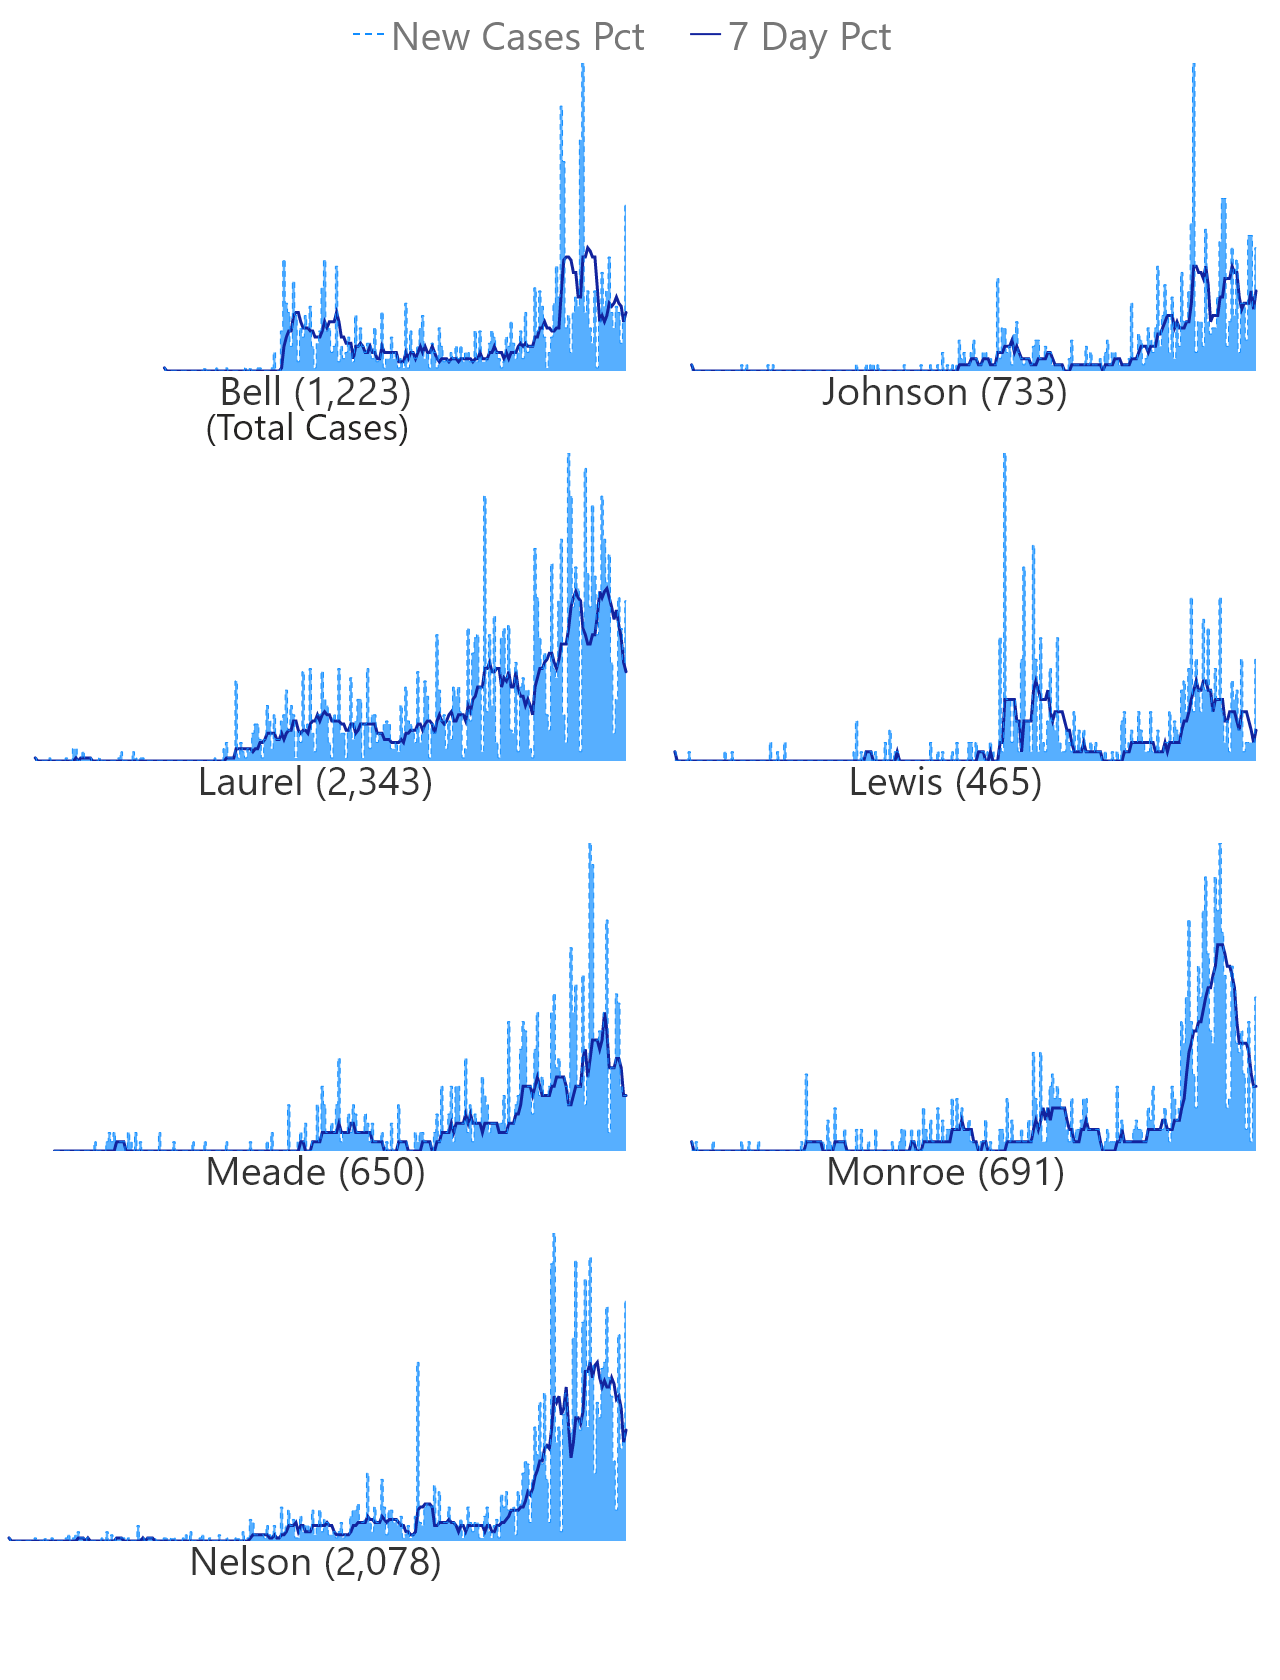 New Cases Pct 7 Day Pct
Bell (1,223) Johnson (733)
(Total Cases)
Laurel (2,343) Lewis (465)
Meade (650) Monroe (691)
Nelson (2,078)